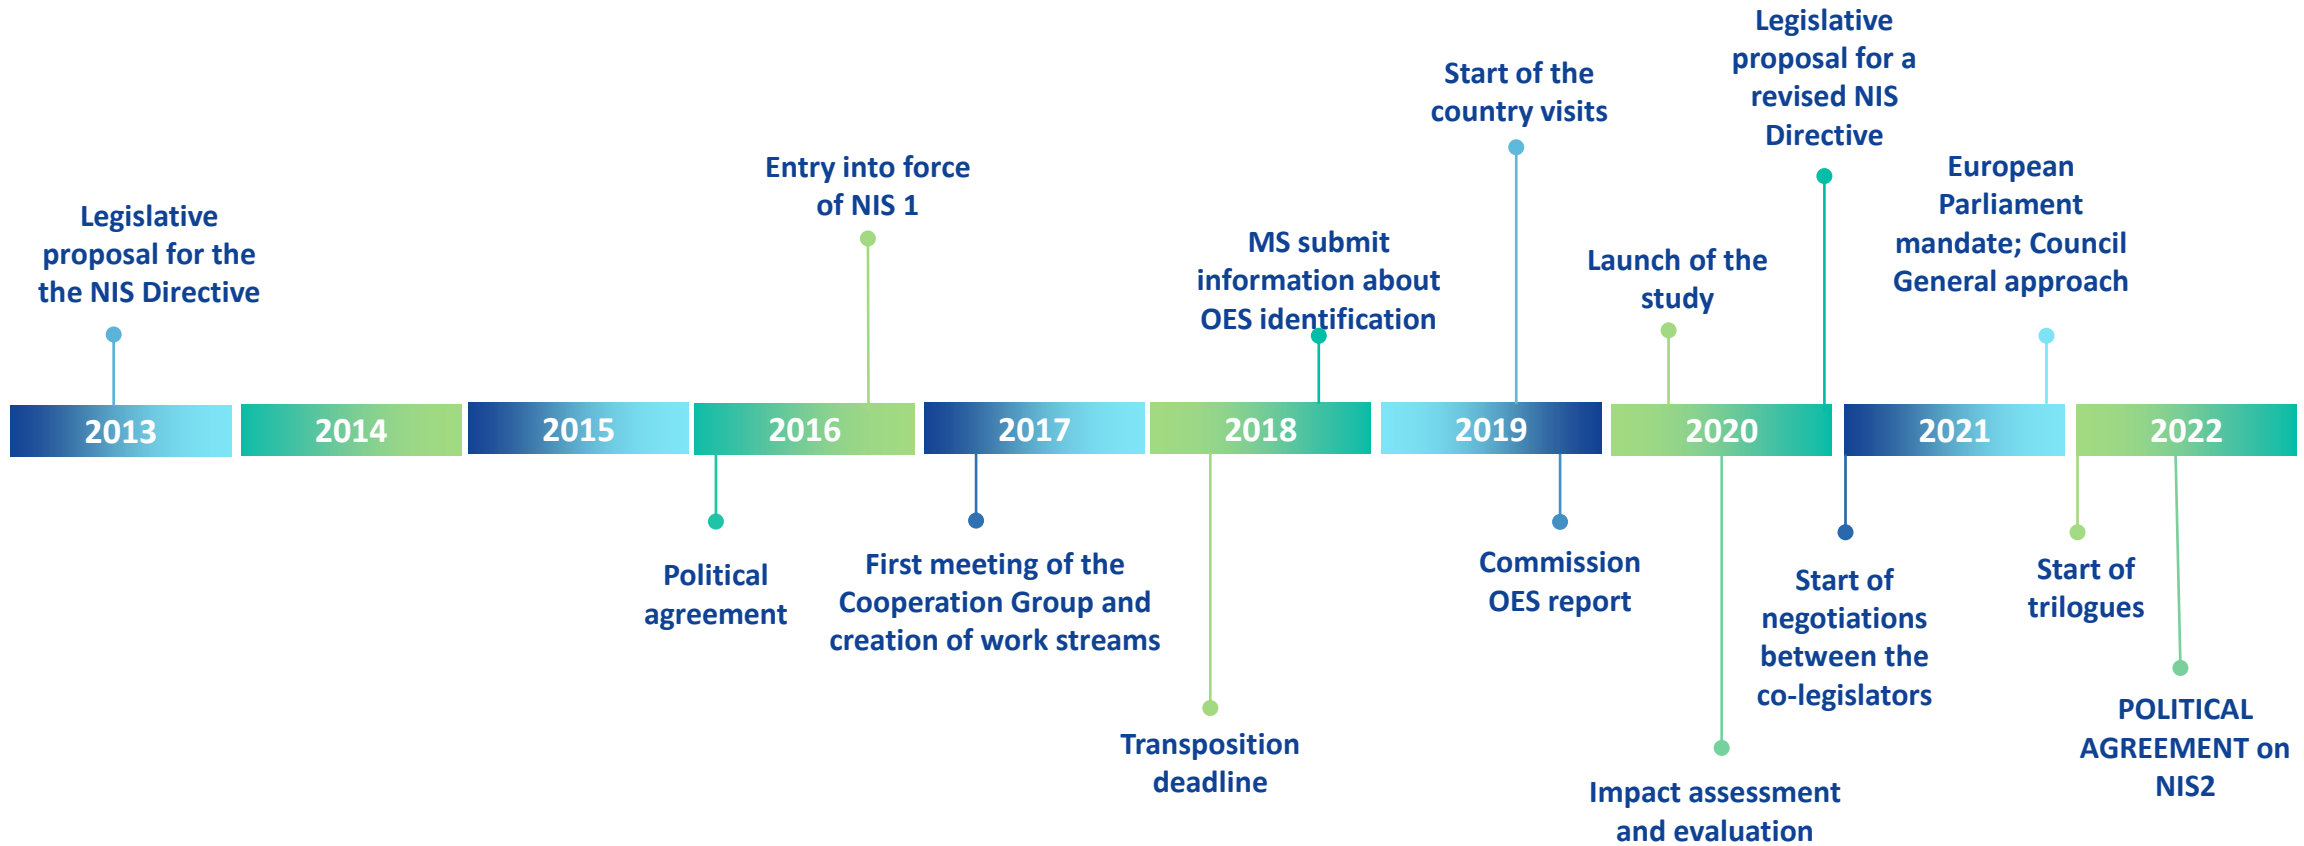 Legislative
proposal for the
the NIS Directive
Entry into force
of NIS 1
MS submit
information about
OES identification
Start of the
country visits
Launch of the
study
Legislative
proposal for a
revised NIS
Directive
European
Parliament
mandate; Council
General approach
2013
2014
2015
2016
2017
2018
2019
2020
2021
2022
Political
agreement
First meeting of the
Cooperation Group and
creation of work streams
Transposition
deadline
Commission
OES report
Impact assessment
and evaluation
Start of
negotiations
between the
co-legislators
Start of
trilogues
POLITICAL
AGREEMENT on
NIS2